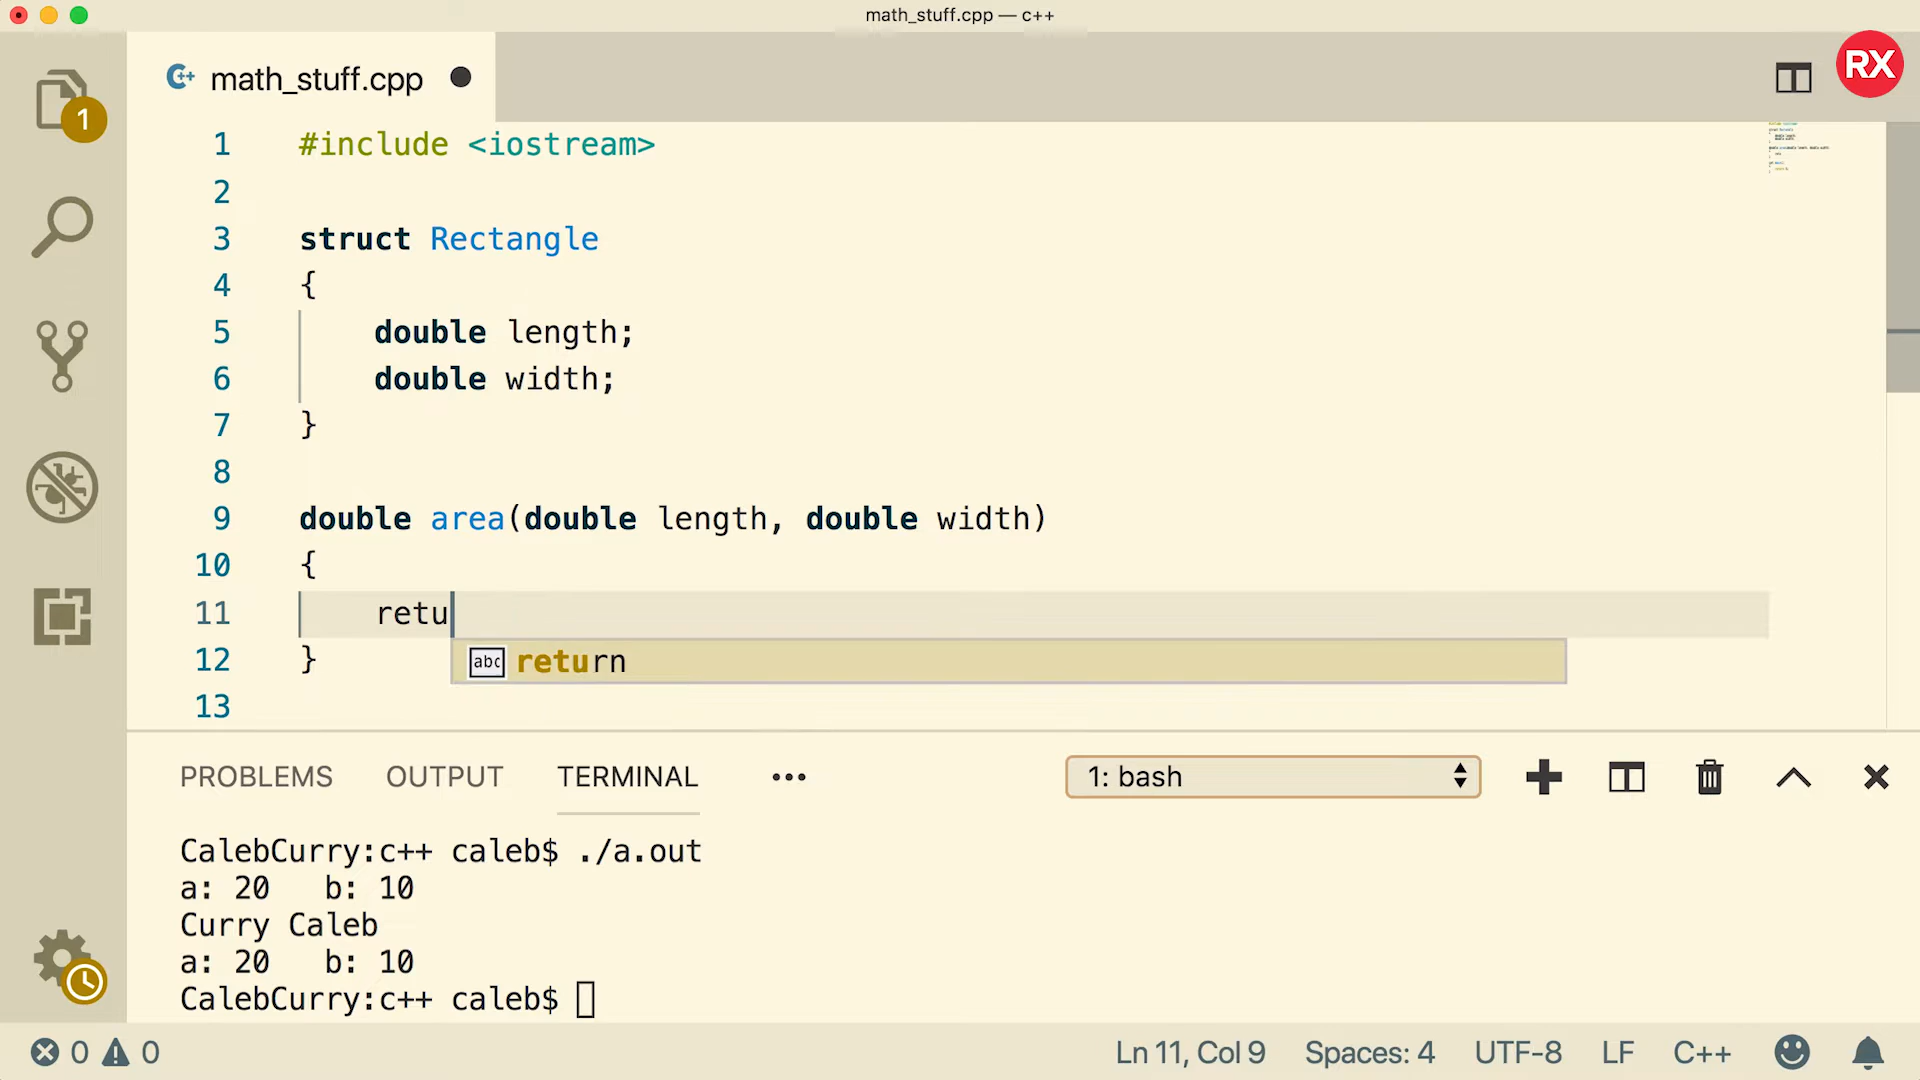 math_stuff.cpp — c++
math_stuff.cpp
RX
1
1 #include <iostream>
2
3 struct Rectangle
4 {
5 double length;
6 double width;
7 }
8
9 double area(double length, double width)
10 {
11 retu
abc return
12 }
13
PROBLEMS OUTPUT TERMINAL ••• 1: bash
CalebCurry:c++ caleb$ ./a.out
a: 20 b: 10
Curry Caleb
a: 20 b: 10
CalebCurry:c++ caleb$
0 0 Ln 11, Col 9 Spaces: 4 UTF-8 LF C++